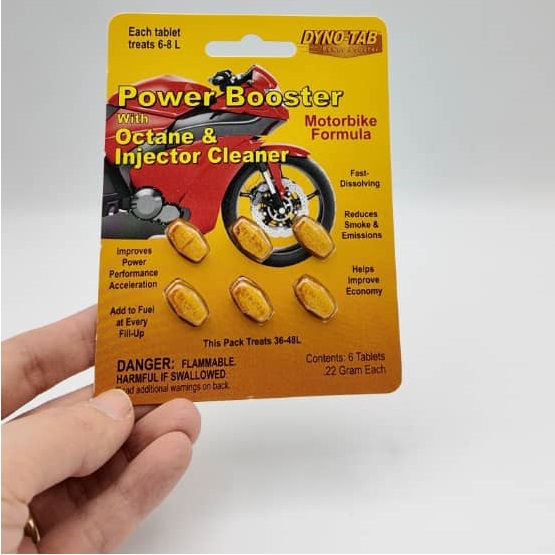 Each tablet
treats 6-8 L
DYNO-TAB
Power Booster
With
Octane &
Injector Cleaner
Motorbike
Formula
Fast-
Dissolving
Reduces
Smoke &
Emissions
Helps
Improve
Economy
Improves
Power
Performance
Acceleration
Add to Fuel
at Every
Fill-Up
This Pack Treats 36-48L
DANGER: FLAMMABLE.
HARMFUL IF SWALLOWED.
additional warnings on back.
Contents: 6 Tablets
.22 Gram Each